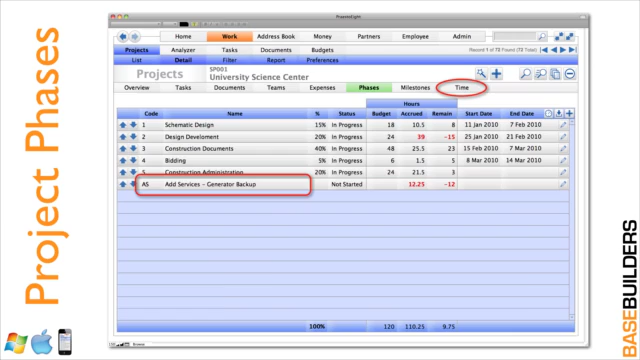 Project Phases
BASEBUILDERS
Home Work Address Book Money Partners Employee Admin
Projects Analyzer Tasks Documents Budgets
Record 1 of 73 Found (73 Total)
List Detail Filter Report Preferences
Projects
SP001
University Science Center
Overview Tasks Documents Teams Expenses Phases Milestones Time
Hours
Code Name % Status Budget Accrued Remain Start Date End Date
1 Schematic Design 15% In Progress 18 10.5 8 11 Jan 2010 7 Feb 2010
2 Design Develoment 20% In Progress 24 39 -15 25 Jan 2010 21 Feb 2010
3 Construction Documents 40% In Progress 48 25.5 23 15 Feb 2010 7 Mar 2010
4 Bidding 5% In Progress 6 1.5 5 8 Mar 2010 14 Mar 2010
5 Construction Administration 20% In Progress 24 21.5 3
AS Add Services - Generator Backup Not Started 12.25 -12
100% 120 110.25 9.75
Browse